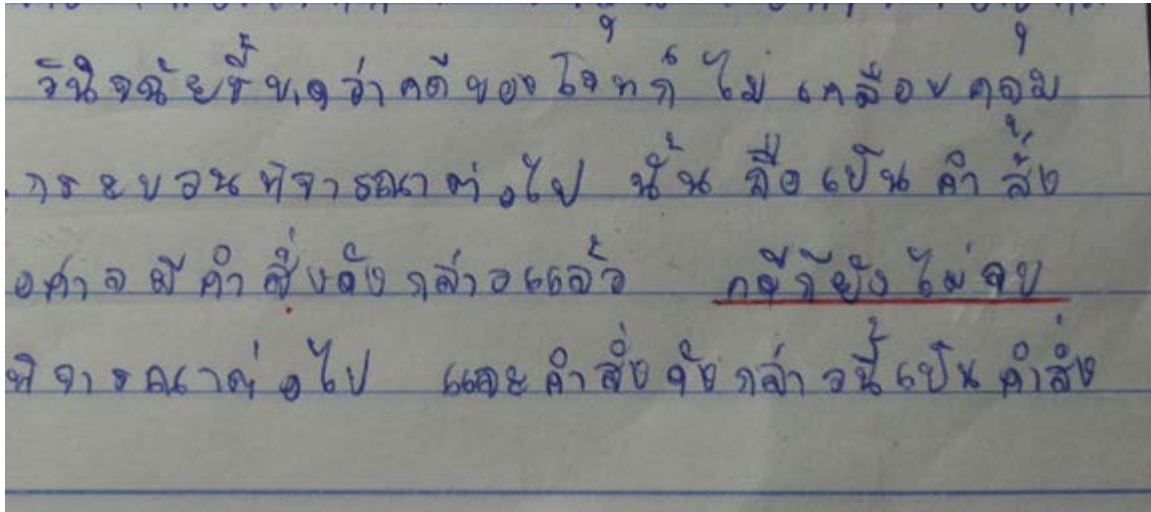 วินิจฉัยชี้ขาดว่าคดีของโจทก์ ไม่เคลือบคลุม
กระบวนพิจารณาต่อไป นั้น ถือเป็นคำสั่ง
อศาลมีคำสั่งดังกล่าวแล้ว คดีก็ยังไม่จบ
พิจารณาต่อไป และคำสั่งดังกล่าวนี้เป็นคำสั่ง